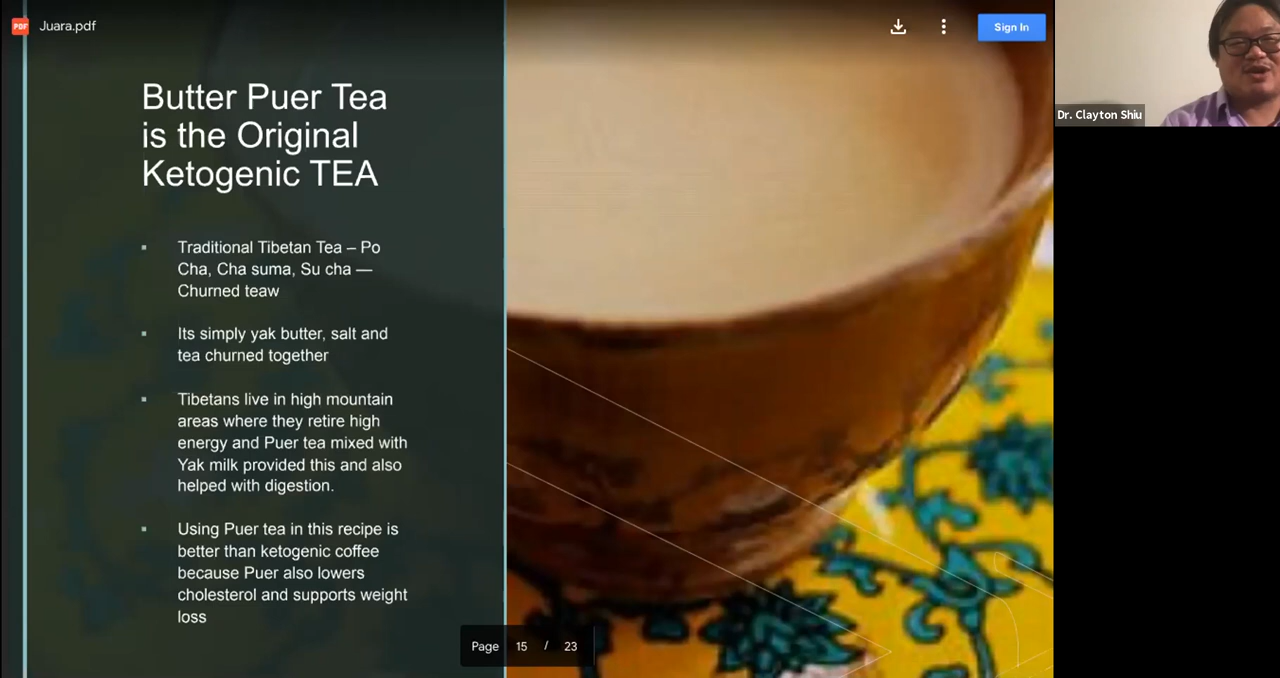 PDF
Juara.pdf
Sign In
Butter Puer Tea
is the Original
Ketogenic TEA
Traditional Tibetan Tea – Po
Cha, Cha suma, Su cha —
Churned teaw
Its simply yak butter, salt and
tea churned together
Tibetans live in high mountain
areas where they retire high
energy and Puer tea mixed with
Yak milk provided this and also
helped with digestion.
Using Puer tea in this recipe is
better than ketogenic coffee
because Puer also lowers
cholesterol and supports weight
loss
Page 15 / 23
Dr. Clayton Shiu